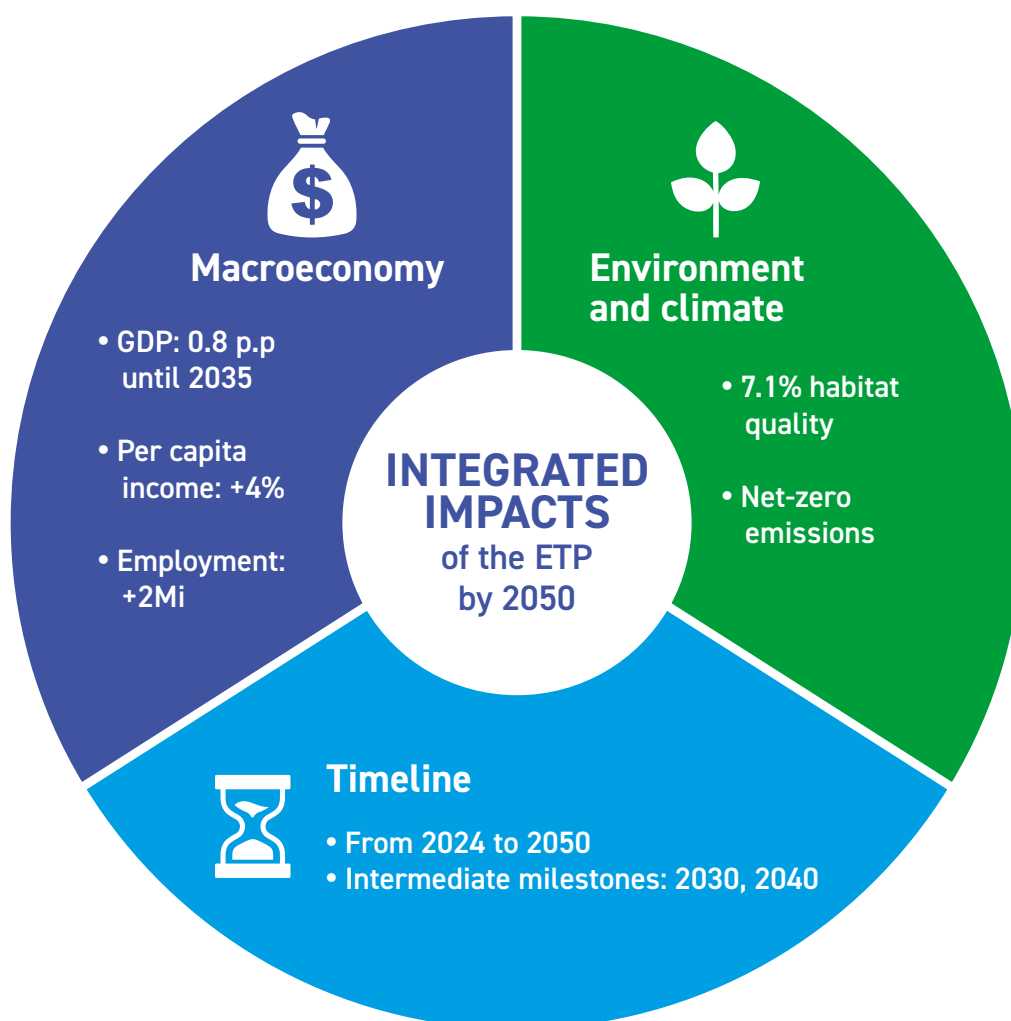 $
Macroeconomy
• GDP: 0.8 p.p
until 2035
• Per capita
income: +4%
• Employment:
+2Mi
Environment
and climate
• 7.1% habitat
quality
• Net-zero
emissions
INTEGRATED
IMPACTS
of the ETP
by 2050
Timeline
• From 2024 to 2050
• Intermediate milestones: 2030, 2040